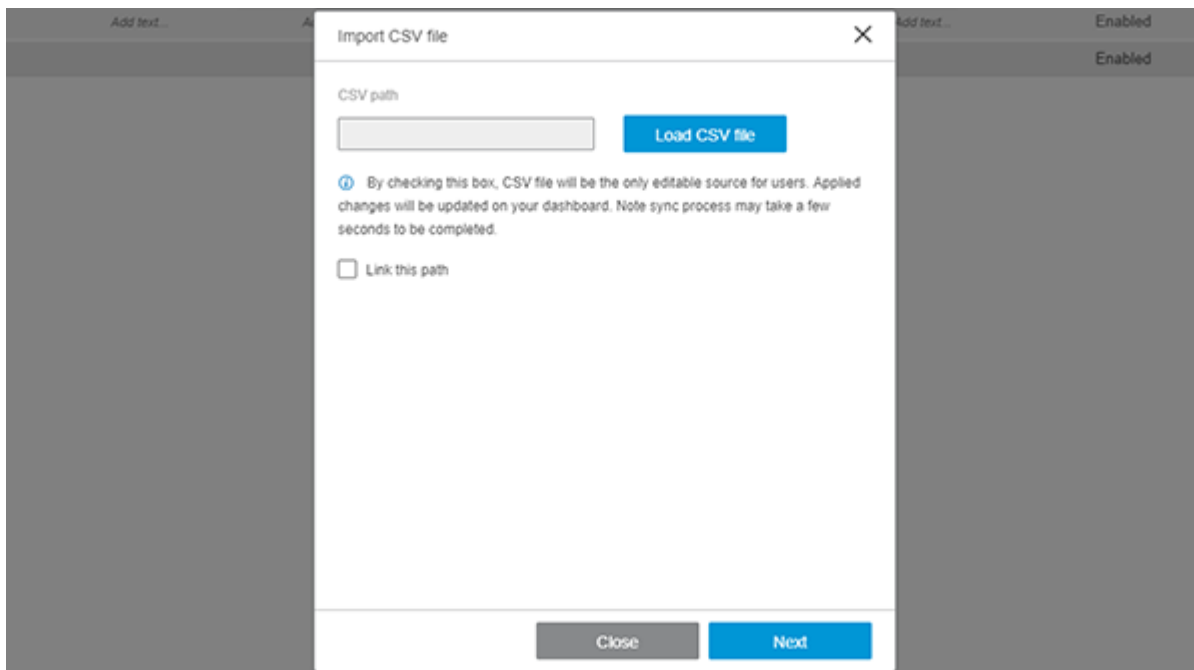 Add text...
Add text...
Enabled
Enabled
Import CSV file
CSV path
Load CSV file
By checking this box, CSV file will be the only editable source for users. Applied
changes will be updated on your dashboard. Note sync process may take a few
seconds to be completed.
Link this path
Close
Next